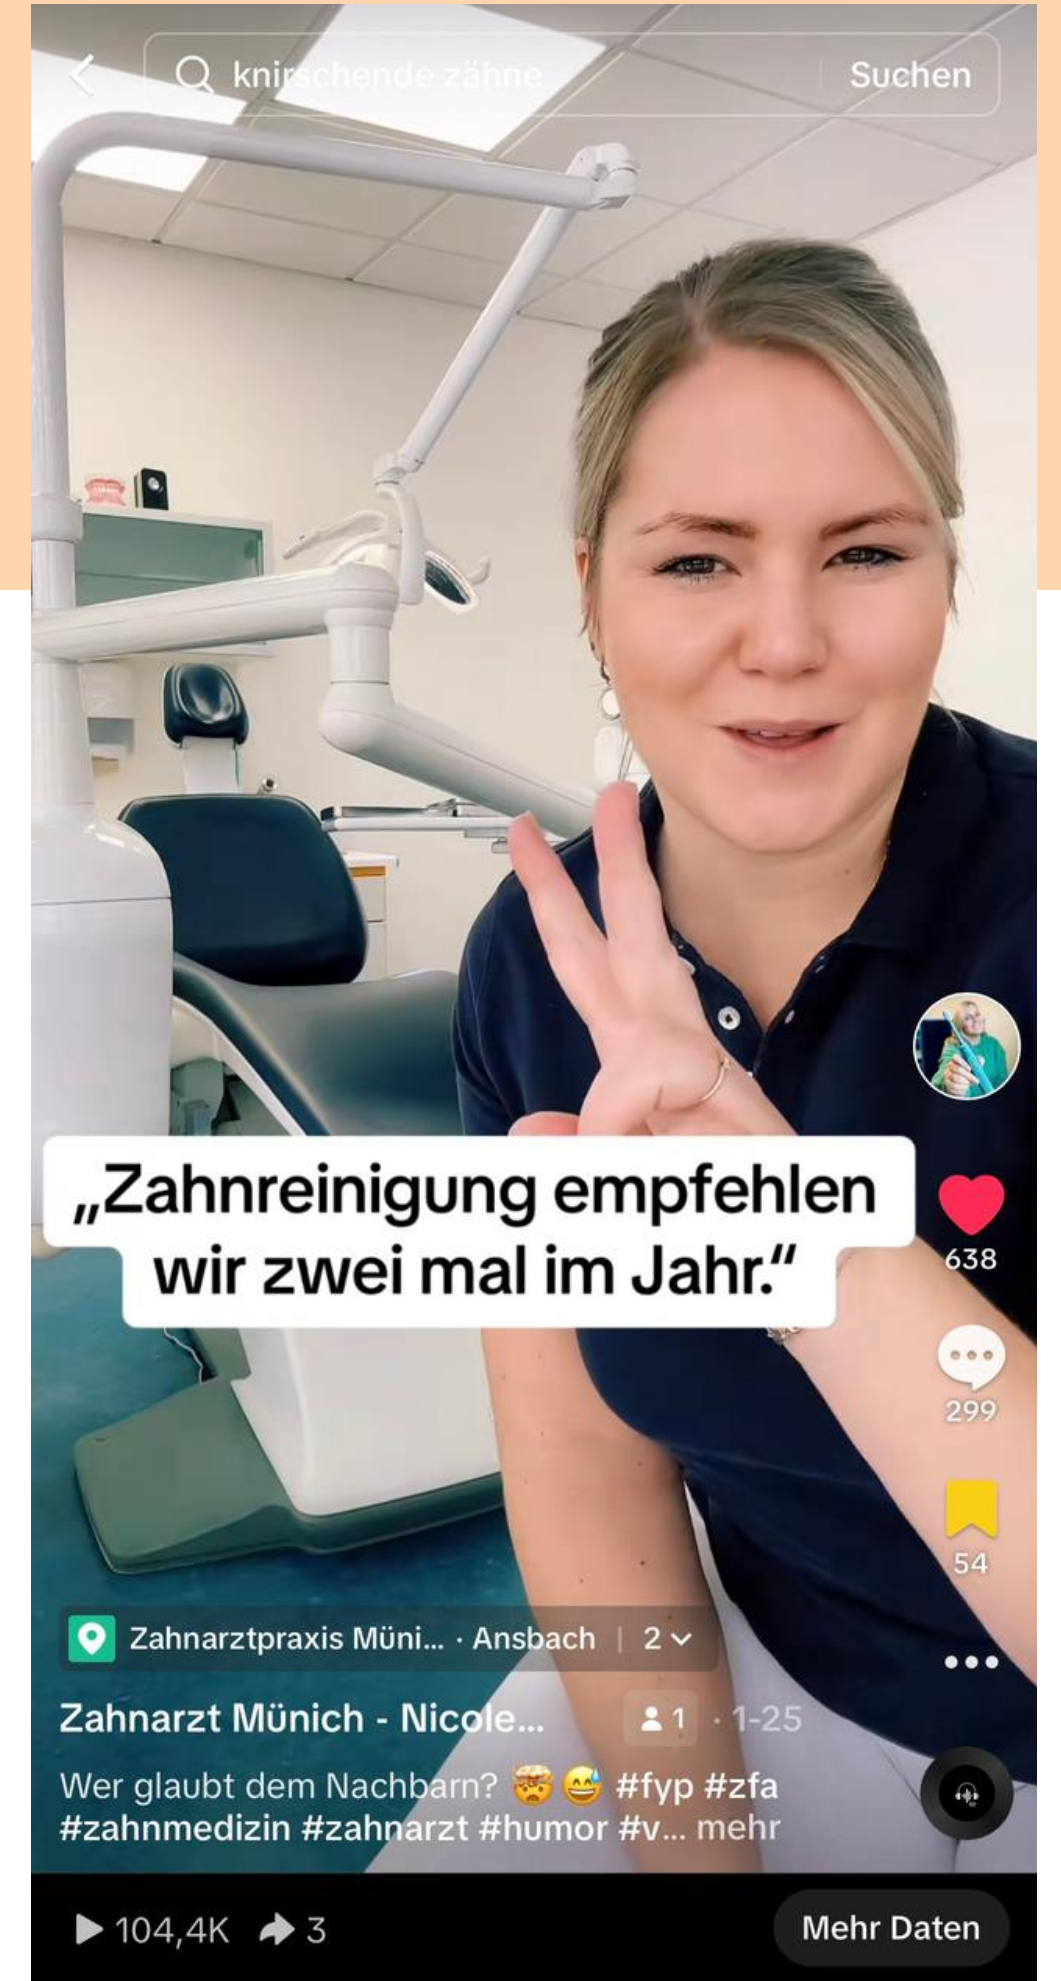 knirschende zähne
Suchen
„Zahnreinigung empfehlen
wir zwei mal im Jahr.“
638
299
54
Zahnarztpraxis Müni... · Ansbach | 2
Zahnarzt Münich - Nicole... 1 · 1-25
Wer glaubt dem Nachbarn? 🤯 😅 #fyp #zfa
#zahnmedizin #zahnarzt #humor #v... mehr
104,4K 3
Mehr Daten